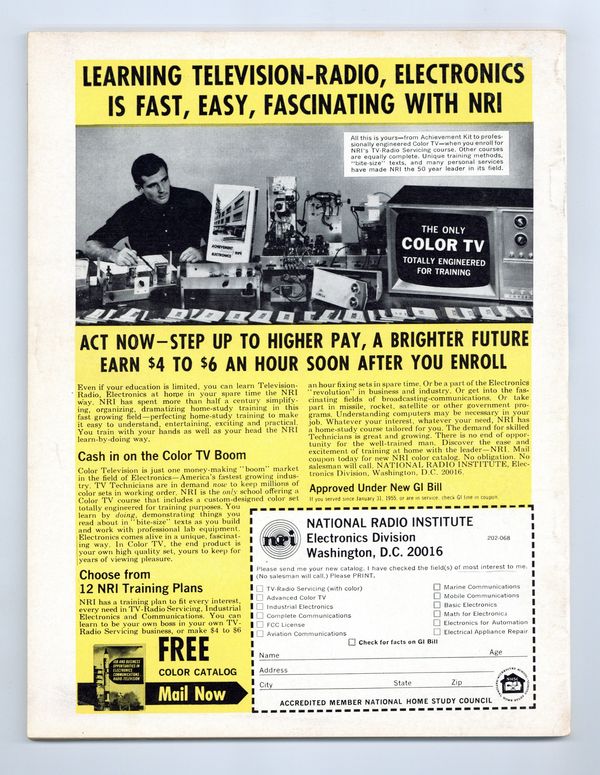 LEARNING TELEVISION-RADIO, ELECTRONICS
IS FAST, EASY, FASCINATING WITH NRI
All this is yours—from Achievement Kit to profes-
sionally engineered Color TV—when you enroll for
NRI's TV-Radio Servicing course. Other courses
are equally complete. Unique training methods,
"bite-size" texts, and many personal services
have made NRI the 50 year leader in its field.
ACHIEVEMENT
ELECTRONICS
THE ONLY
COLOR TV
TOTALLY ENGINEERED
FOR TRAINING
ACT NOW—STEP UP TO HIGHER PAY, A BRIGHTER FUTURE
EARN $4 TO $6 AN HOUR SOON AFTER YOU ENROLL
Even if your education is limited, you can learn Television-
Radio, Electronics at home in your spare time the NRI
way. NRI has spent more than half a century simplify-
ing, organizing, dramatizing home-study training in this
fast growing field—perfecting home-study training to make
it easy to understand, entertaining, exciting and practical.
You train with your hands as well as your head the NRI
learn-by-doing way.
Cash in on the Color TV Boom
Color Television is just one money-making "boom" market
in the field of Electronics—America's fastest growing indus-
try. TV Technicians are in demand now to keep millions of
color sets in working order. NRI is the only school offering a
Color TV course that includes a custom-designed color set
totally engineered for training purposes. You
learn by doing, demonstrating things you
read about in "bite-size" texts as you build
and work with professional lab equipment.
Electronics comes alive in a unique, fascinat-
ing way. In Color TV, the end product is
your own high quality set, yours to keep for
years of viewing pleasure.
Choose from
12 NRI Training Plans
NRI has a training plan to fit every interest,
every need in TV-Radio Servicing, Industrial
Electronics and Communications. You can
learn to be your own boss in your own TV-
Radio Servicing business, or make $4 to $6
an hour fixing sets in spare time. Or be a part of the Electronics
"revolution" in business and industry. Or get into the fas-
cinating fields of broadcasting-communications. Or take
part in missile, rocket, satellite or other government pro-
grams. Understanding computers may be necessary in your
job. Whatever your interest, whatever your need, NRI has
a home-study course tailored for you. The demand for skilled
Technicians is great and growing. There is no end of oppor-
tunity for the well-trained man. Discover the ease and
excitement of training at home with the leader—NRI. Mail
coupon today for new NRI color catalog. No obligation. No
salesman will call. NATIONAL RADIO INSTITUTE, Elec-
tronics Division, Washington, D.C. 20016.
Approved Under New GI Bill
If you served since January 31, 1955, or are in service, check GI line in coupon.
FREE
COLOR CATALOG
Mail Now
nri
NATIONAL RADIO INSTITUTE
Electronics Division 202-068
Washington, D.C. 20016
Please send me your new catalog. I have checked the field(s) of most interest to me.
(No salesman will call.) Please PRINT.
TV-Radio Servicing (with color)
Advanced Color TV
Industrial Electronics
Complete Communications
FCC License
Aviation Communications
Marine Communications
Mobile Communications
Basic Electronics
Math for Electronics
Electronics for Automation
Electrical Appliance Repair
Check for facts on GI Bill
Name Age
Address
City State Zip
ACCREDITED MEMBER NATIONAL HOME STUDY COUNCIL